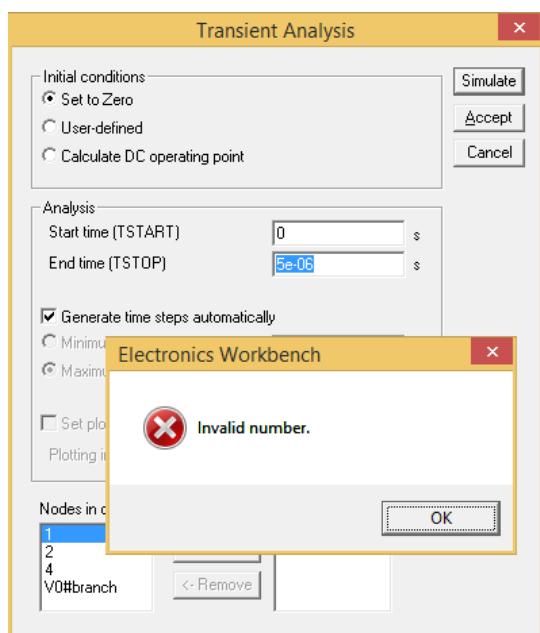 Transient Analysis
Initial conditions
Set to Zero
User-defined
Calculate DC operating point
Simulate
Accept
Cancel
Analysis
Start time (TSTART) 0 s
End time (TSTOP) 5e-06 s
Generate time steps automatically
Electronics Workbench
Invalid number.
OK
Nodes in
1
2
4
V0#branch
<- Remove